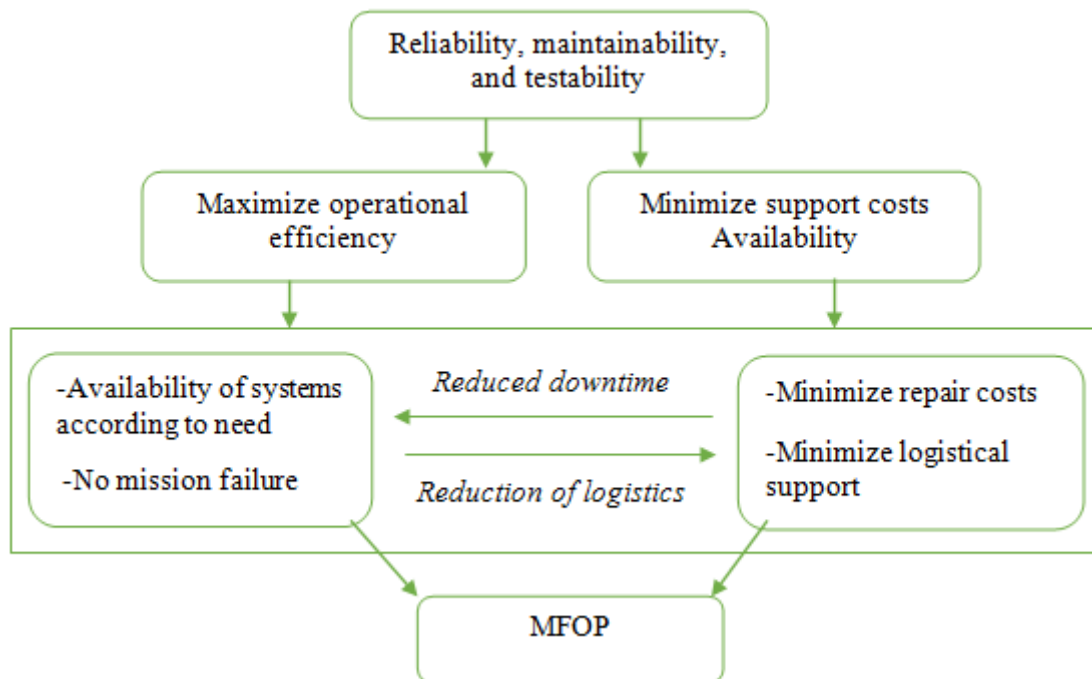 Reliability, maintainability,
and testability
Maximize operational
efficiency
Minimize support costs
Availability
-Availability of systems
according to need
-No mission failure
Reduced downtime
Reduction of logistics
-Minimize repair costs
-Minimize logistical
support
MFOP